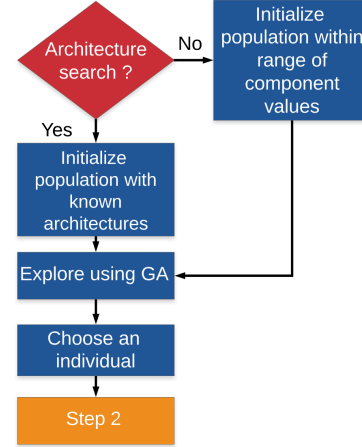 Architecture
search ?
No
Initialize
population within
range of
component
values
Yes
Initialize
population with
known
architectures
Explore using GA
Choose an
individual
Step 2